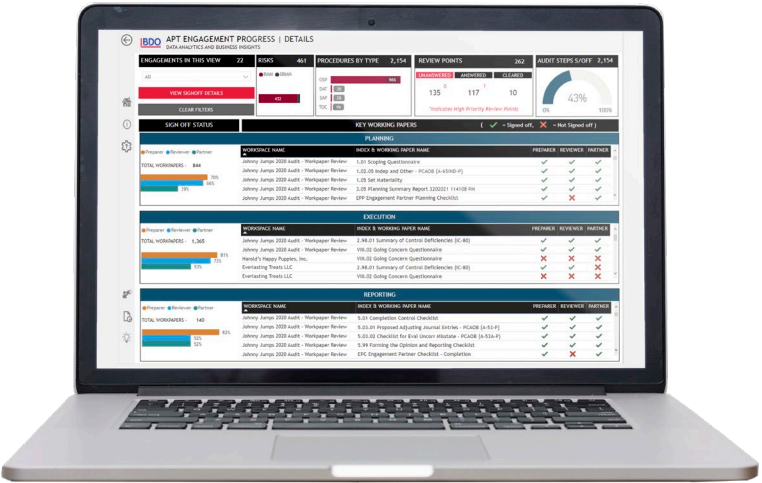 BDO APT ENGAGEMENT PROGRESS | DETAILS
DATA ANALYTICS AND BUSINESS INSIGHTS
ENGAGEMENTS IN THIS VIEW 22
All
VIEW SIGNOFF DETAILS
CLEAR FILTERS
RISKS 461
PROCEDURES BY TYPE 2,154
REVIEW POINTS 262
UNANSWERED ANSWERED CLEARED
135 117 10
*Indicates High Priority Review Points
AUDIT STEPS S/OFF 2,154
43%
0% 100%
SIGN OFF STATUS
KEY WORKING PAPERS ( ✓ = Signed off, ✗ = Not Signed off )
PLANNING
Preparer Reviewer Partner
TOTAL WORKPAPERS - 844
WORKSPACE NAME INDEX & WORKING PAPER NAME PREPARER REVIEWER PARTNER
Johnny Jumps 2020 Audit - Workpaper Review 1.01 Scoping Questionnaire
Johnny Jumps 2020 Audit - Workpaper Review 1.02.05 Indep and Other - PCAOB
Johnny Jumps 2020 Audit - Workpaper Review 1.05 Set Materiality
Johnny Jumps 2020 Audit - Workpaper Review 2.05 Planning Summary Report
Johnny Jumps 2020 Audit - Workpaper Review EPP Engagement Partner Planning Checklist
EXECUTION
Preparer Reviewer Partner
TOTAL WORKPAPERS - 1,365
81%
73%
53%
WORKSPACE NAME INDEX & WORKING PAPER NAME PREPARER REVIEWER PARTNER
Johnny Jumps 2020 Audit - Workpaper Review 2.98.01 Summary of Control Deficiencies [IC-80]
Johnny Jumps 2020 Audit - Workpaper Review VIII.02 Going Concern Questionnaire
Harold's Happy Puppies, Inc. VIII.02 Going Concern Questionnaire
Everlasting Treats LLC 2.98.01 Summary of Control Deficiencies [IC-80]
Everlasting Treats LLC VIII.02 Going Concern Questionnaire
REPORTING
Preparer Reviewer Partner
TOTAL WORKPAPERS - 140
82%
52%
52%
WORKSPACE NAME INDEX & WORKING PAPER NAME PREPARER REVIEWER PARTNER
Johnny Jumps 2020 Audit - Workpaper Review 5.01 Completion Control Checklist
Johnny Jumps 2020 Audit - Workpaper Review 5.03.01 Proposed Adjusting Journal Entries - PCAOB
Johnny Jumps 2020 Audit - Workpaper Review 5.03.02 Checklist for Eval Uncorr Misstate - PCAOB
Johnny Jumps 2020 Audit - Workpaper Review 5.99 Forming the Opinion and Reporting Checklist
Johnny Jumps 2020 Audit - Workpaper Review EPC Engagement Partner Checklist - Completion